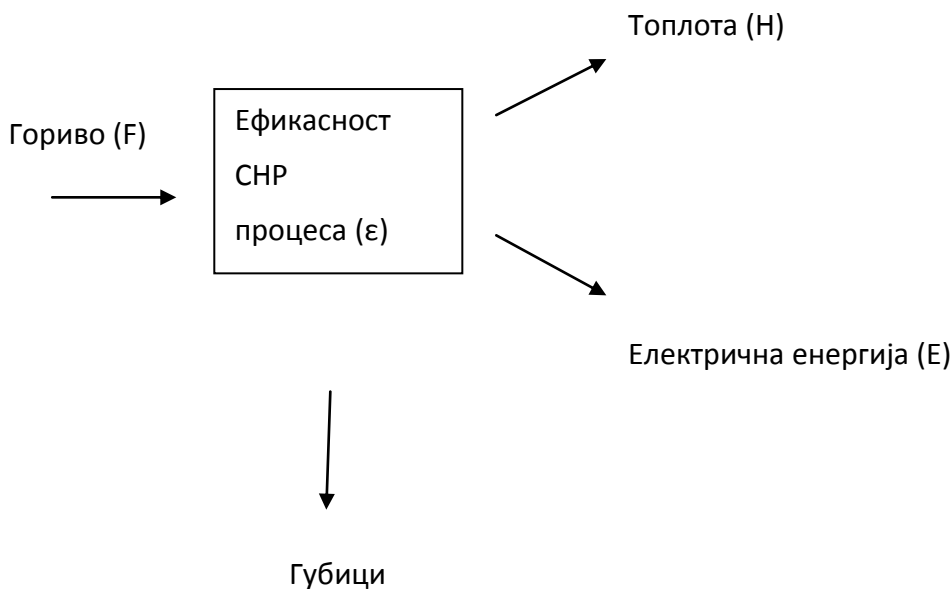 Топлота (H)
Гориво (F)
Ефикасност
CHP
процеса (ε)
Електрична енергија (E)
Губици